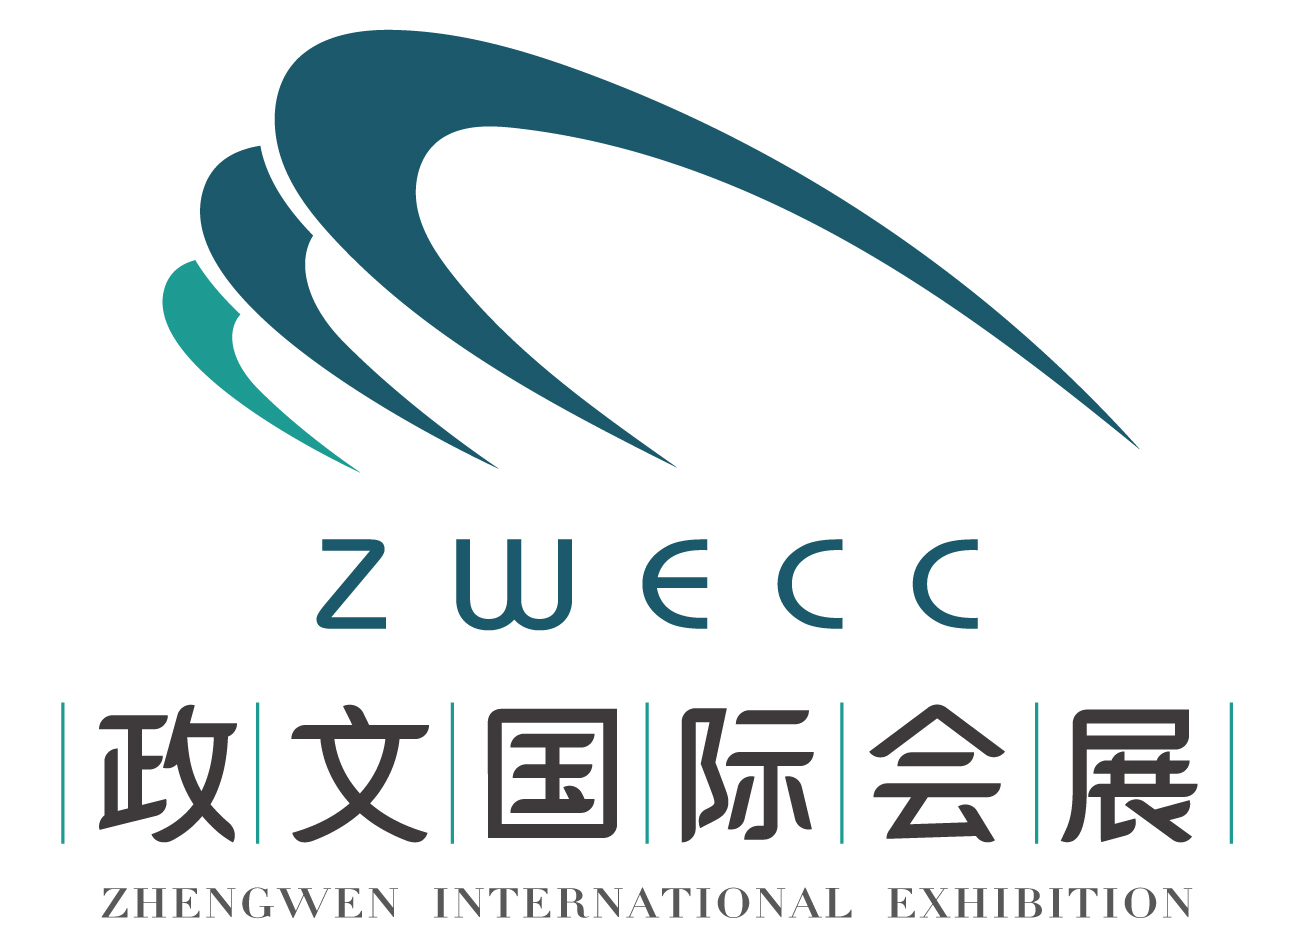 ZWECC
政文国际会展
ZHENGWEN INTERNATIONAL EXHIBITION